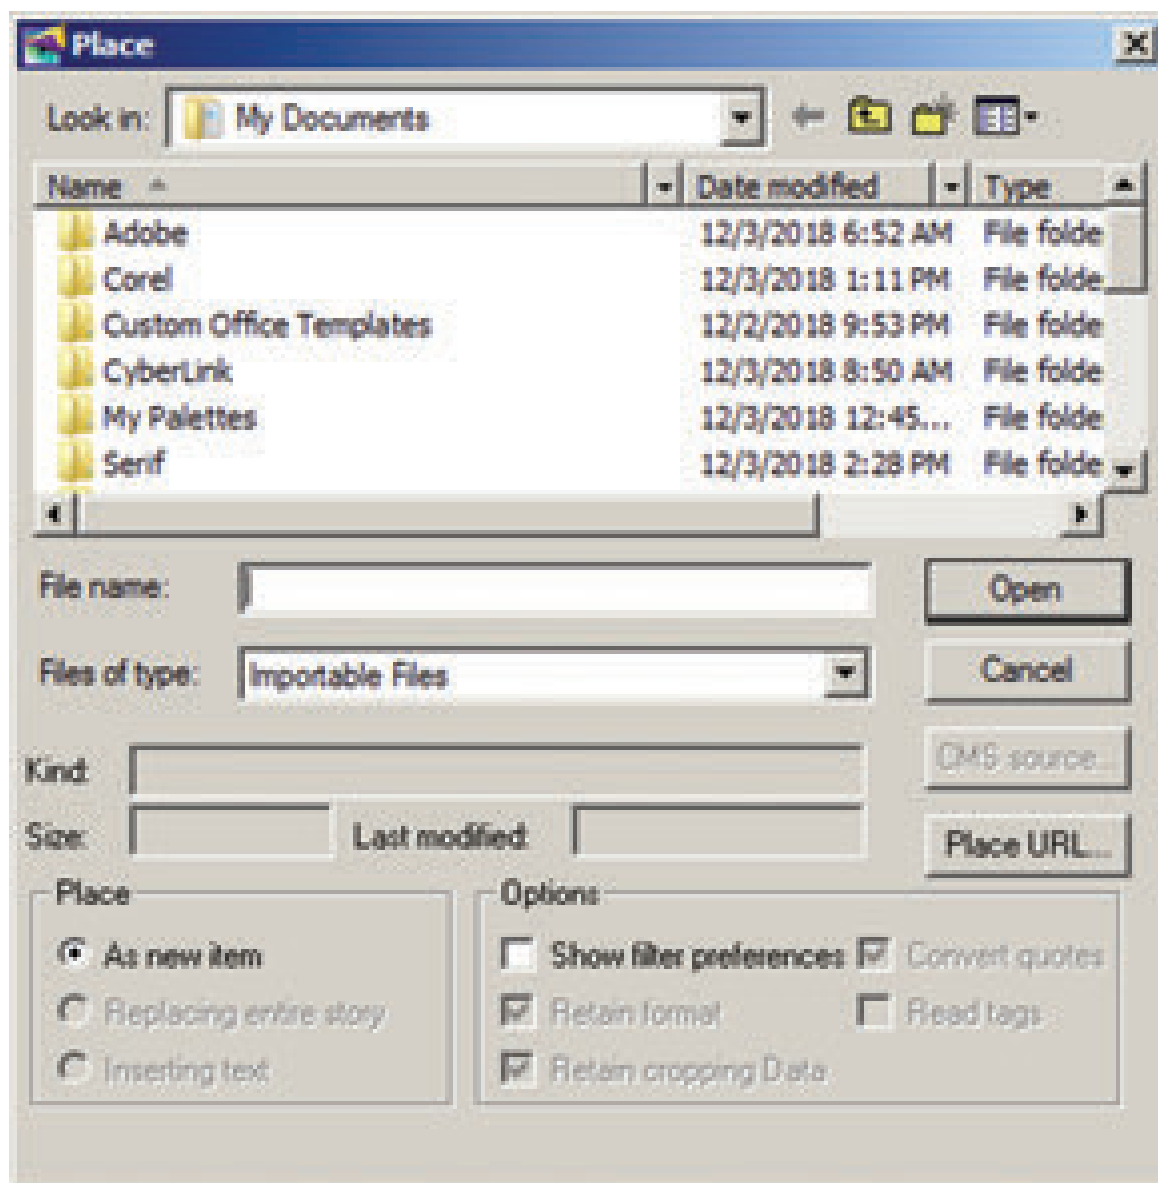 Place
Look in: My Documents
Name Date modified Type
Adobe 12/3/2018 6:52 AM File folde
Corel 12/3/2018 1:11 PM File folde
Custom Office Templates 12/2/2018 9:53 PM File folde
CyberLink 12/3/2018 8:50 AM File folde
My Palettes 12/3/2018 12:45... File folde
Serif 12/3/2018 2:28 PM File folde
File name: Open
Files of type: Importable Files Cancel
Kind: CMS source...
Size: Last modified: Place URL...
Place Options
As new item Show filter preferences Convert quotes
Replacing entire story Retain format Read tags
Inserting text Retain cropping Data